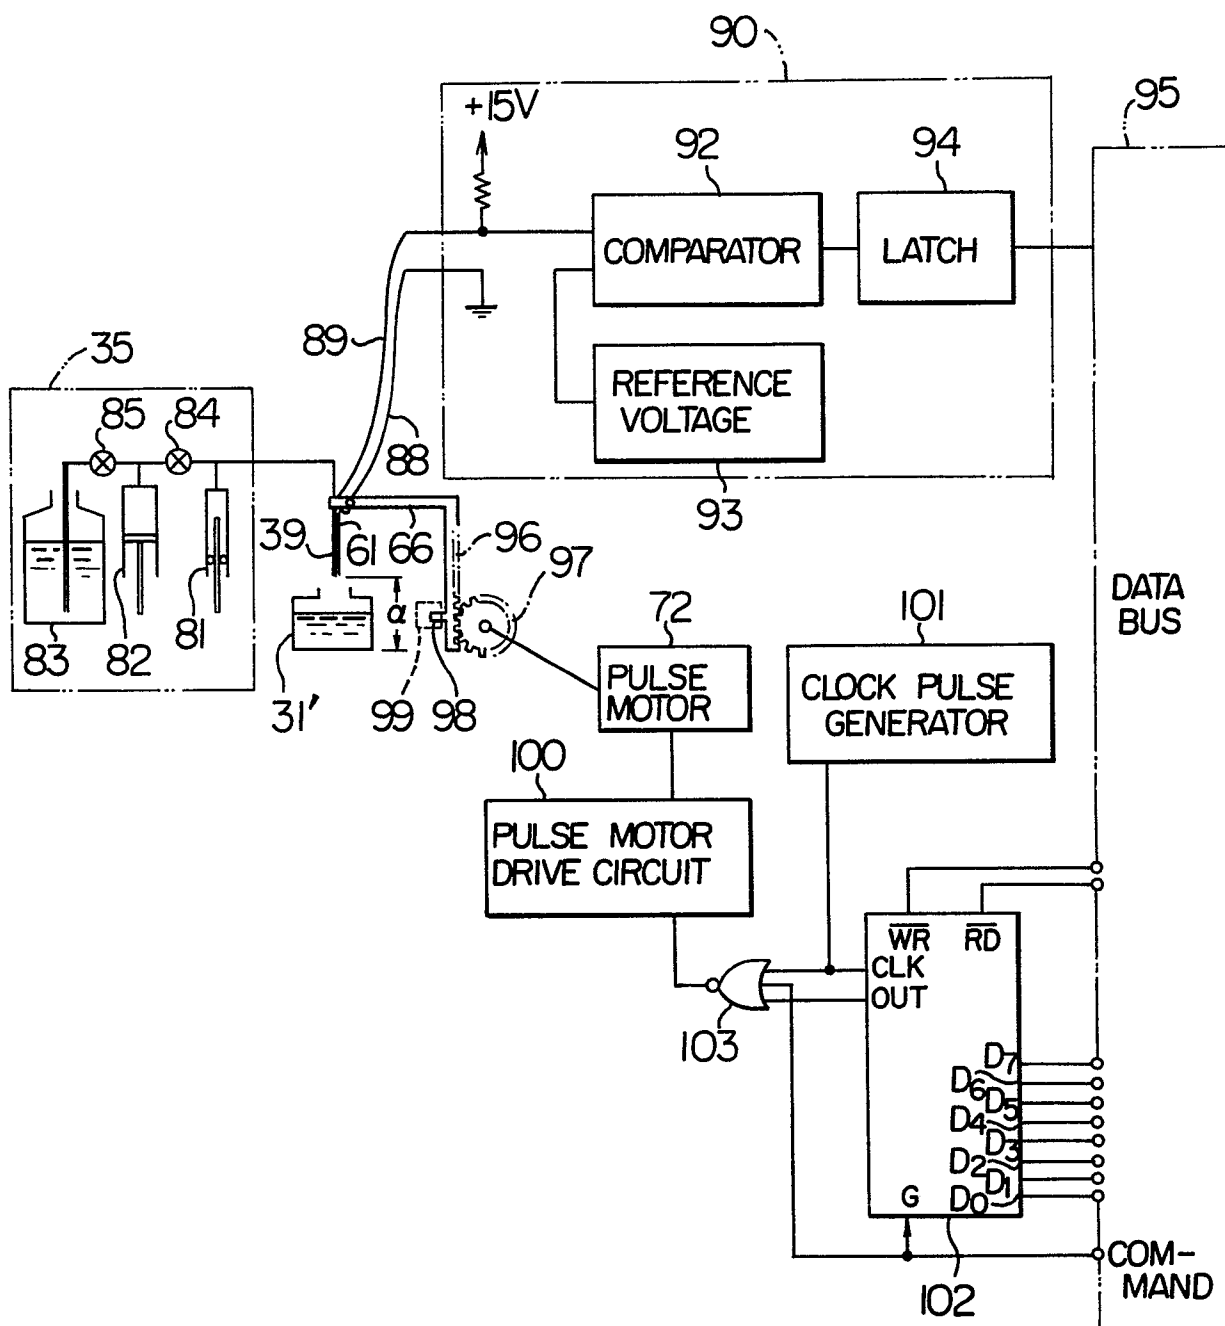 90
95
+15V
92
94
COMPARATOR
LATCH
89
35
REFERENCE
VOLTAGE
85
84
88
93
39
61
66
96
97
α
DATA
BUS
72
101
83
82
81
31'
99
98
PULSE
MOTOR
CLOCK PULSE
GENERATOR
100
PULSE MOTOR
DRIVE CIRCUIT
WR
RD
CLK
OUT
103
D7
D6
D5
D4
D3
D2
D1
D0
G
COM-
MAND
102